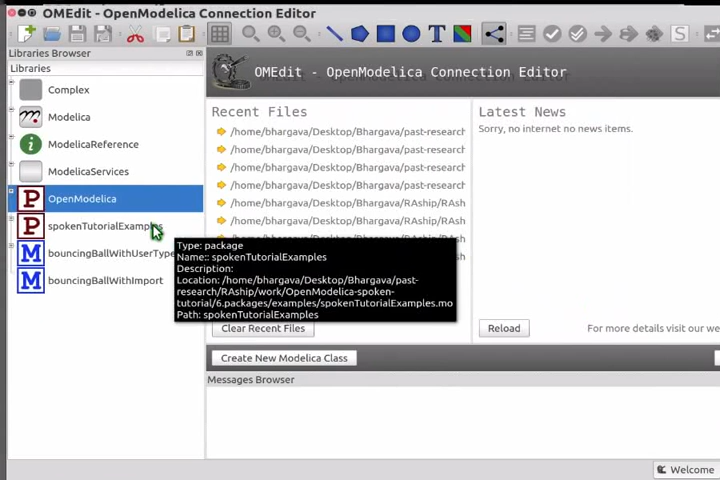 OMEdit - OpenModelica Connection Editor
T
S
Libraries Browser
Libraries
Complex
Modelica
ModelicaReference
ModelicaServices
P OpenModelica
P spokenTutorialExamples
M bouncingBallWithUserType
M bouncingBallWithImport
OMEdit - OpenModelica Connection Editor
Recent Files
/home/bhargava/Desktop/Bhargava/past-research
/home/bhargava/Desktop/Bhargava/past-research
/home/bhargava/Desktop/Bhargava/past-research
/home/bhargava/Desktop/Bhargava/past-research
/home/bhargava/Desktop/Bhargava/RAship/RAsh
/home/bhargava/Desktop/Bhargava/RAship/RAsh
Latest News
Sorry, no internet no news items.
Type: package
Name:: spokenTutorialExamples
Description:
Location: /home/bhargava/Desktop/Bhargava/past-
research/RAship/work/OpenModelica-spoken-
tutorial/6.packages/examples/spokenTutorialExamples.mo
Path: spokenTutorialExamples
Clear Recent Files
Reload
For more details visit our we
Create New Modelica Class
Messages Browser
Welcome